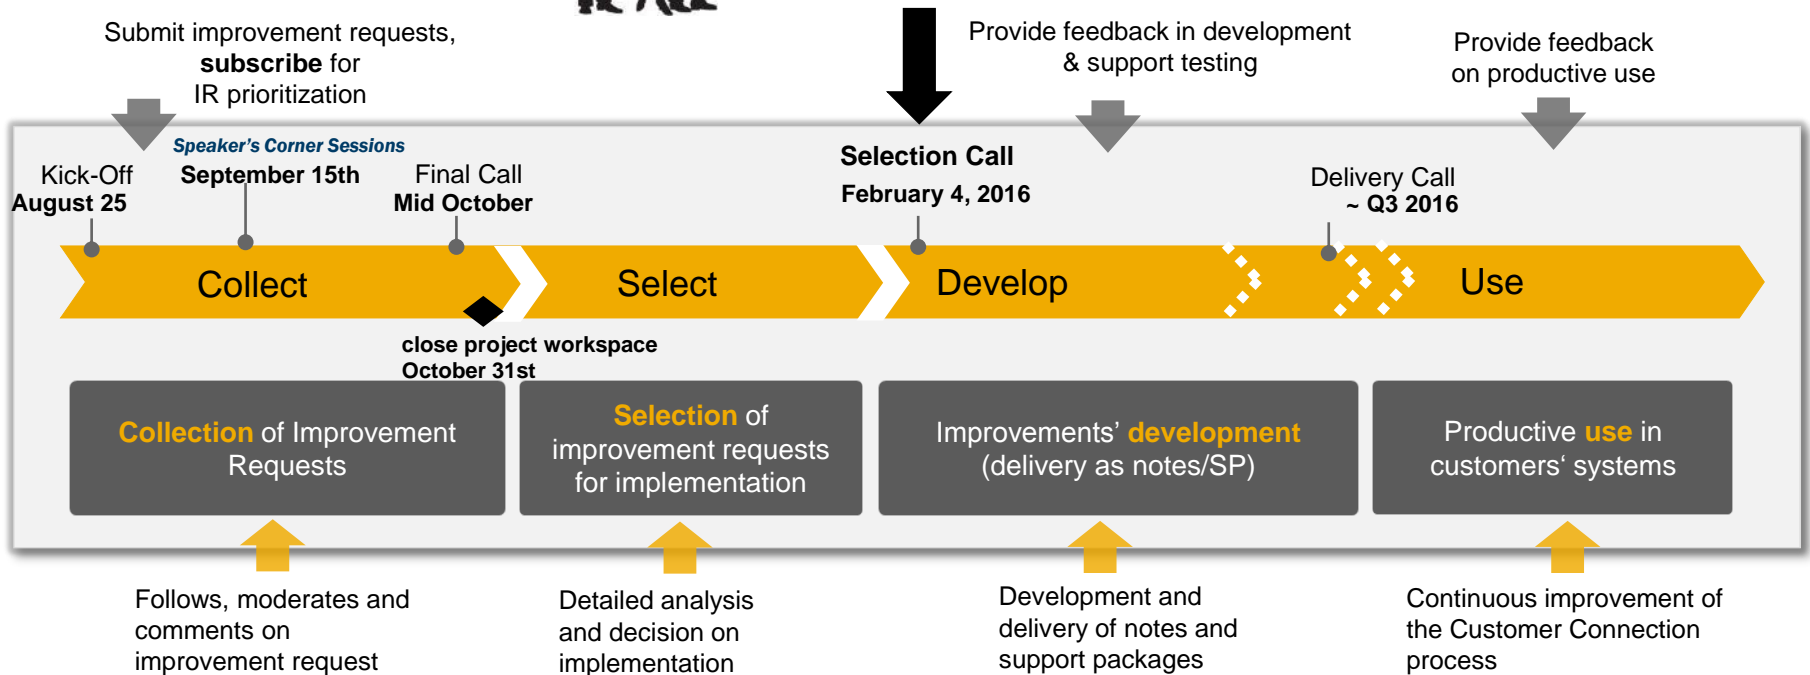 Submit improvement requests,
subscribe for
IR prioritization
Provide feedback in development
& support testing
Provide feedback
on productive use
Speaker's Corner Sessions
Kick-Off
August 25
September 15th
Final Call
Mid October
Selection Call
February 4, 2016
Delivery Call
~ Q3 2016
Collect
Select
Develop
Use
close project workspace
October 31st
Collection of Improvement
Requests
Selection of
improvement requests
for implementation
Improvements' development
(delivery as notes/SP)
Productive use in
customers‘ systems
Follows, moderates and
comments on
improvement request
Detailed analysis
and decision on
implementation
Development and
delivery of notes and
support packages
Continuous improvement of
the Customer Connection
process